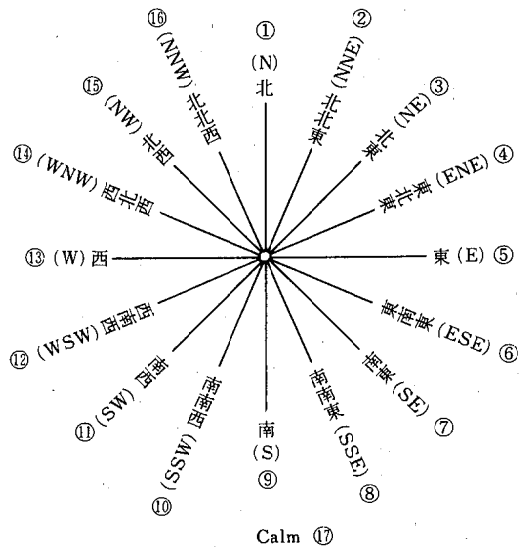 ① (N) 北
② (NNE) 北北東
③ (NE) 北東
④ (ENE) 東北東
⑤ (E) 東
⑥ (ESE) 東南東
⑦ (SE) 南東
⑧ (SSE) 南南東
⑨ (S) 南
⑩ (SSW) 南南西
⑪ (SW) 南西
⑫ (WSW) 西南西
⑬ (W) 西
⑭ (WNW) 西北西
⑮ (NW) 北西
⑯ (NNW) 北北西
Calm ⑰